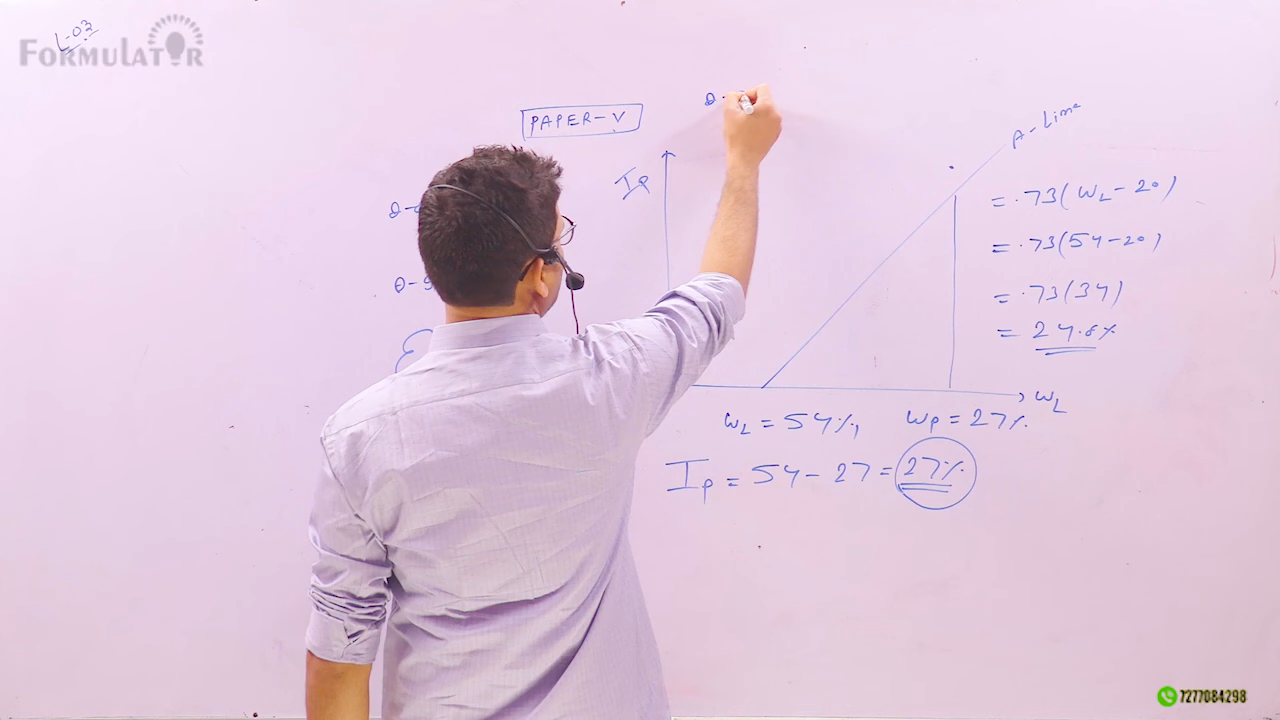 L-03
FORMULATOR
PAPER-V
Ip
A-Line
= .73(WL-20)
= .73(54-20)
= .73(34)
= 24.8%
WL
WL = 54%, WP = 27%
Ip = 54-27 = 27%
7277084298